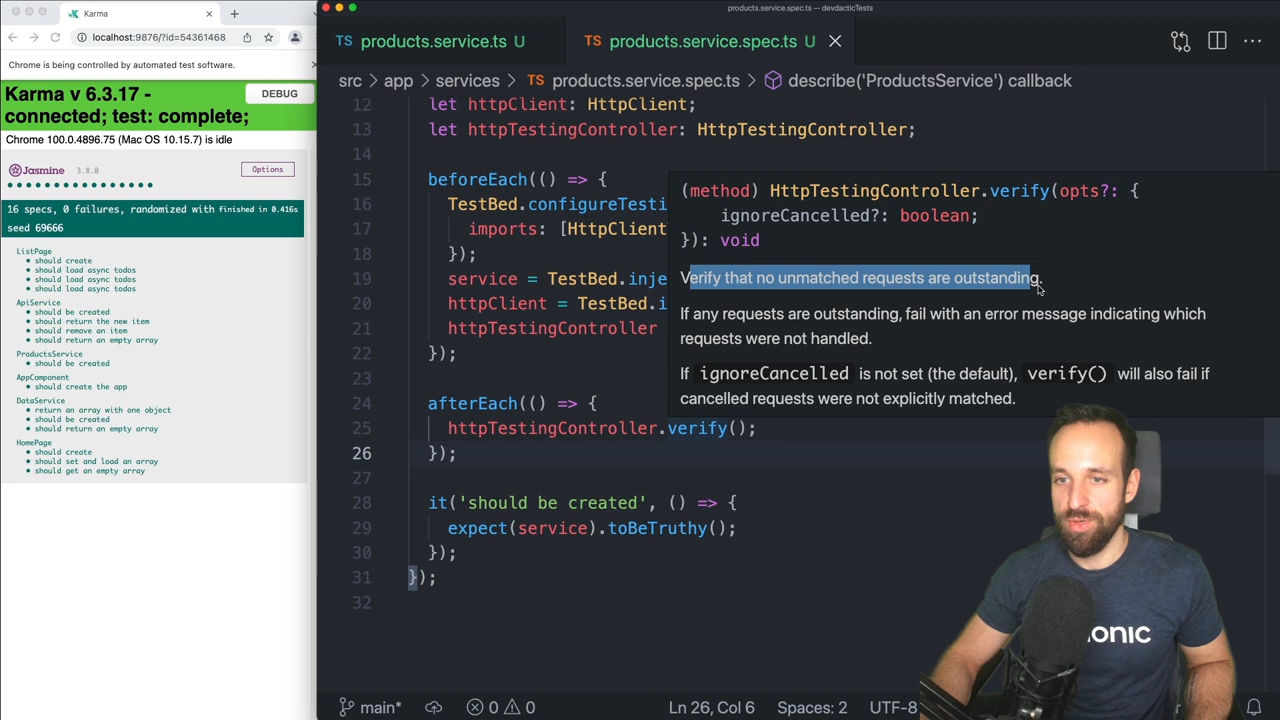 Karma
localhost:9876/?id=54361468
Chrome is being controlled by automated test software.
Karma v 6.3.17 - connected; test: complete;
DEBUG
Chrome 100.0.4896.75 (Mac OS 10.15.7) is idle
Jasmine 3.8.0
Options
16 specs, 0 failures, randomized with finished in 0.416s
seed 69666
ListPage
should create
should load async todos
should load async todos
should load async todos
ApiService
should be created
should return the new item
should remove an item
should return an empty array
ProductsService
should be created
AppComponent
should create the app
DataService
return an array with one object
should be created
should return an empty array
HomePage
should create
should set and load an array
should get an empty array
products.service.spec.ts — devdacticTests
TS products.service.ts U
TS products.service.spec.ts U
src > app > services > TS products.service.spec.ts > describe('ProductsService') callback
12 let httpClient: HttpClient;
13 let httpTestingController: HttpTestingController;
14
15 beforeEach(() => {
16 TestBed.configureTesti
17 imports: [HttpClient
18 });
19 service = TestBed.inje
20 httpClient = TestBed.i
21 httpTestingController
22 });
23
24 afterEach(() => {
25 httpTestingController.verify();
26 });
27
28 it('should be created', () => {
29 expect(service).toBeTruthy();
30 });
31 });
32
(method) HttpTestingController.verify(opts?: {
ignoreCancelled?: boolean;
}): void
Verify that no unmatched requests are outstanding.
If any requests are outstanding, fail with an error message indicating which
requests were not handled.
If ignoreCancelled is not set (the default), verify() will also fail if
cancelled requests were not explicitly matched.
onic
main* 0 0 Ln 26, Col 6 Spaces: 2 UTF-8